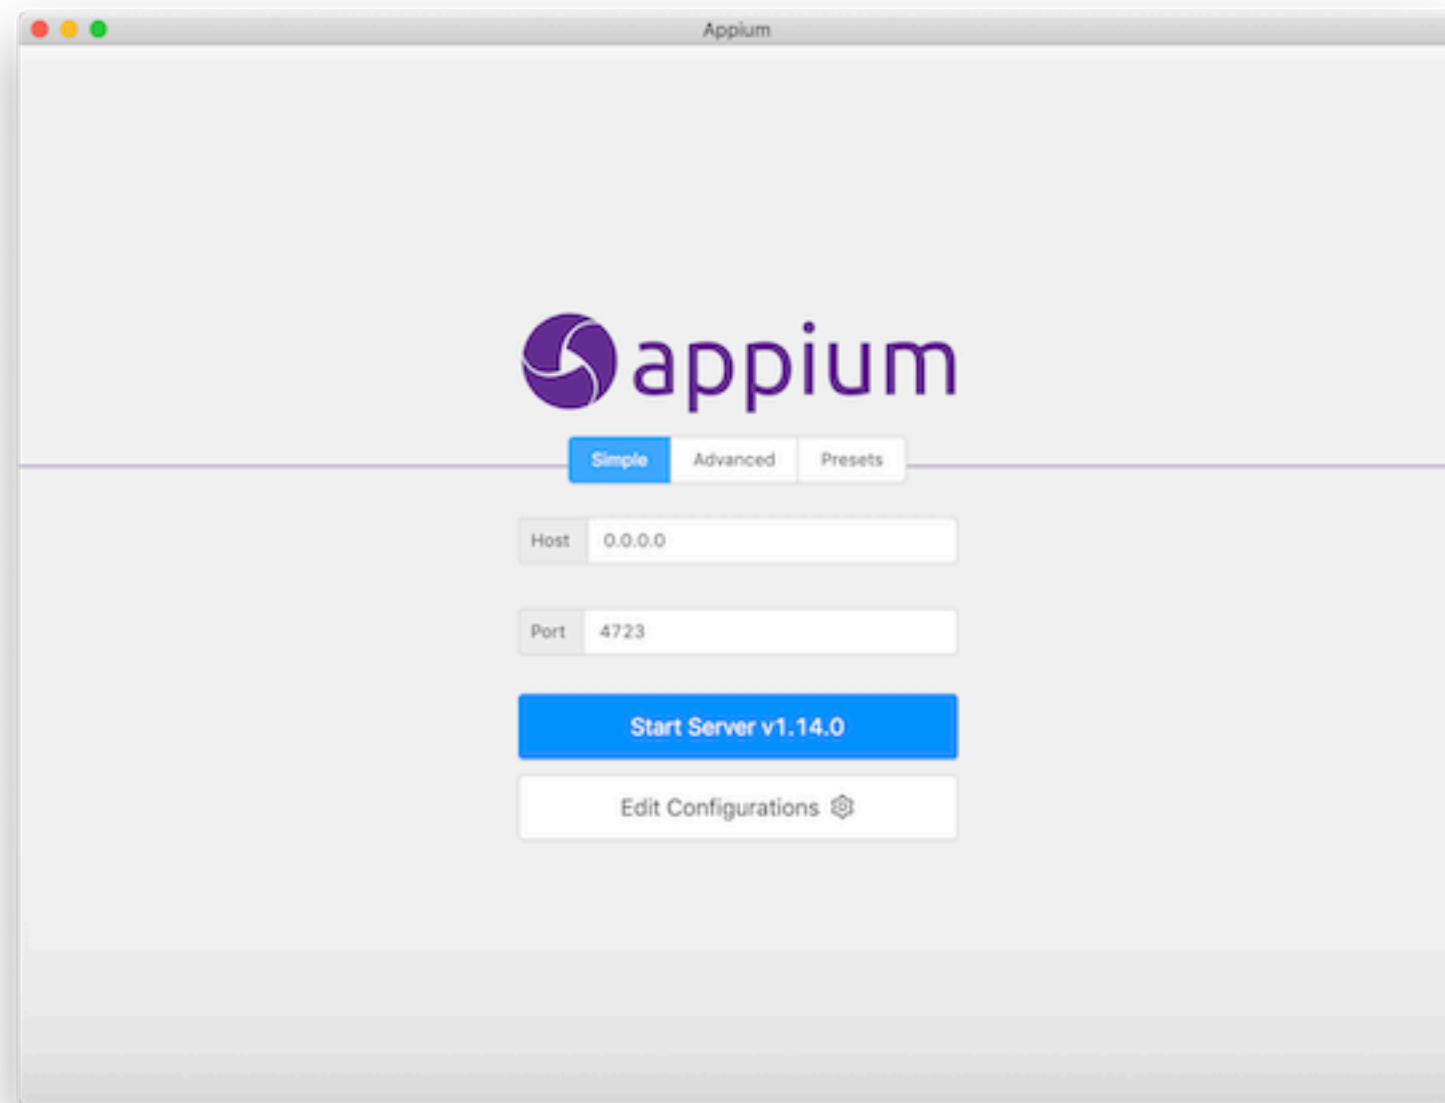 Appium
appium
Simple Advanced Presets
Host 0.0.0.0
Port 4723
Start Server v1.14.0
Edit Configurations